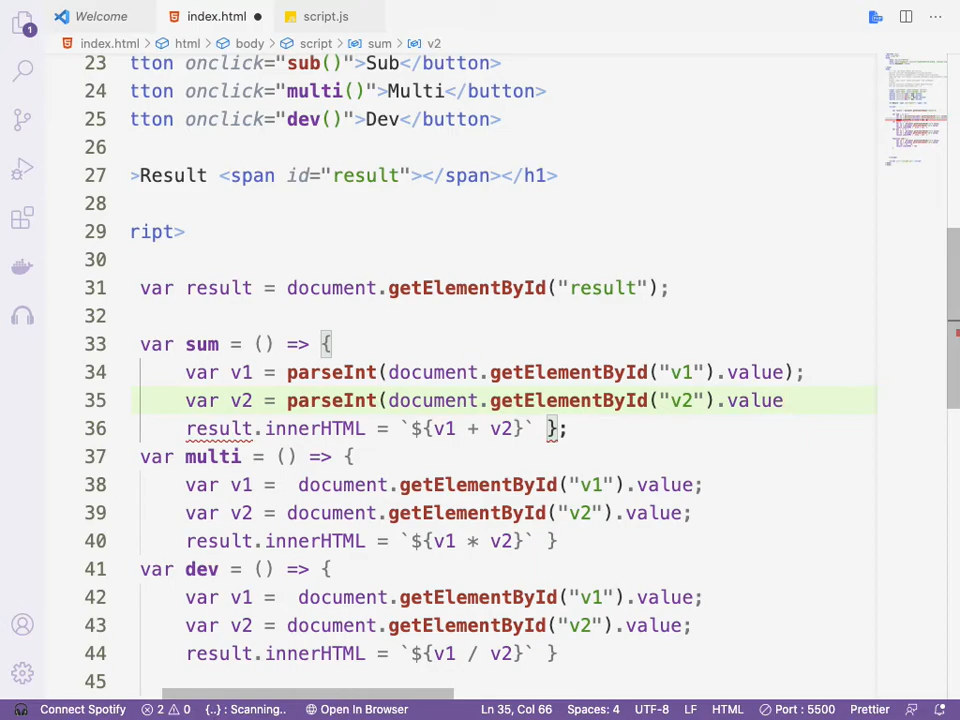 Welcome index.html script.js
index.html html body script sum v2
23 tton onclick="sub()">Sub</button>
24 tton onclick="multi()">Multi</button>
25 tton onclick="dev()">Dev</button>
26
27 >Result <span id="result"></span></h1>
28
29 ript>
30
31 var result = document.getElementById("result");
32
33 var sum = () => {
34 var v1 = parseInt(document.getElementById("v1").value);
35 var v2 = parseInt(document.getElementById("v2").value
36 result.innerHTML = `${v1 + v2}` };
37 var multi = () => {
38 var v1 =  document.getElementById("v1").value;
39 var v2 = document.getElementById("v2").value;
40 result.innerHTML = `${v1 * v2}` }
41 var dev = () => {
42 var v1 =  document.getElementById("v1").value;
43 var v2 = document.getElementById("v2").value;
44 result.innerHTML = `${v1 / v2}` }
45
1
Connect Spotify 2 0 {..} : Scanning.. Open In Browser Ln 35, Col 66 Spaces: 4 UTF-8 LF HTML Port : 5500 Prettier